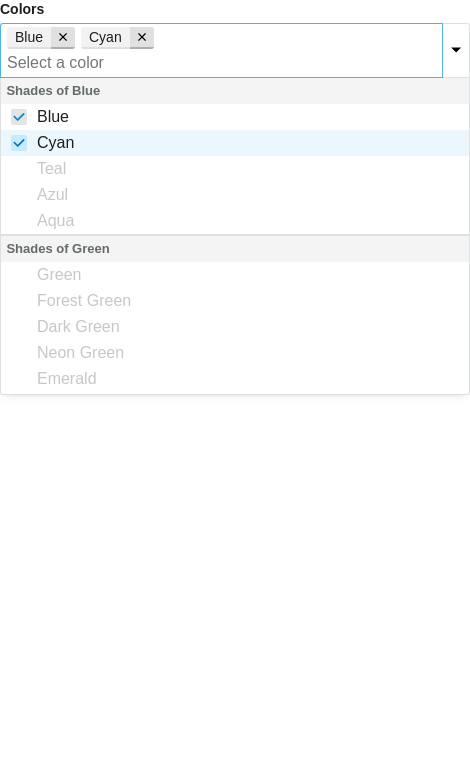 Colors
Blue ✕ Cyan ✕
Select a color
Shades of Blue
Blue
Cyan
Teal
Azul
Aqua
Shades of Green
Green
Forest Green
Dark Green
Neon Green
Emerald